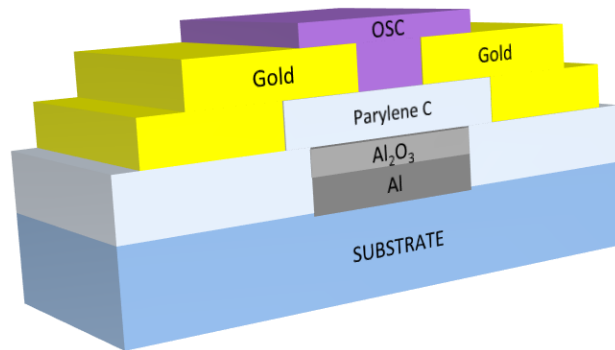 OSC
Gold
Gold
Parylene C
Al₂O₃
Al
SUBSTRATE